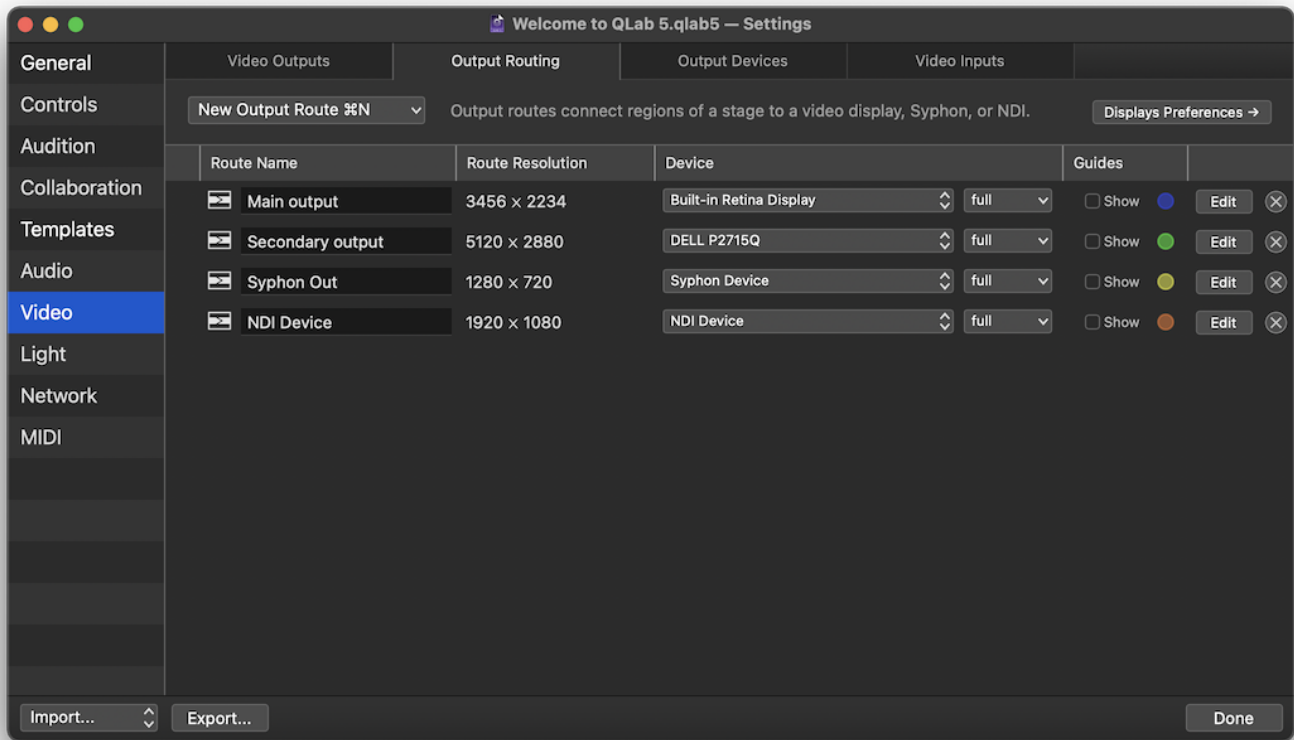 Welcome to QLab 5.qlab5 — Settings
General
Controls
Audition
Collaboration
Templates
Audio
Video
Light
Network
MIDI
Video Outputs
Output Routing
Output Devices
Video Inputs
New Output Route ⌘N
Output routes connect regions of a stage to a video display, Syphon, or NDI.
Displays Preferences →
Route Name Route Resolution Device Guides
Main output 3456 × 2234 Built-in Retina Display full Show Edit
Secondary output 5120 × 2880 DELL P2715Q full Show Edit
Syphon Out 1280 × 720 Syphon Device full Show Edit
NDI Device 1920 × 1080 NDI Device full Show Edit
Import... Export... Done